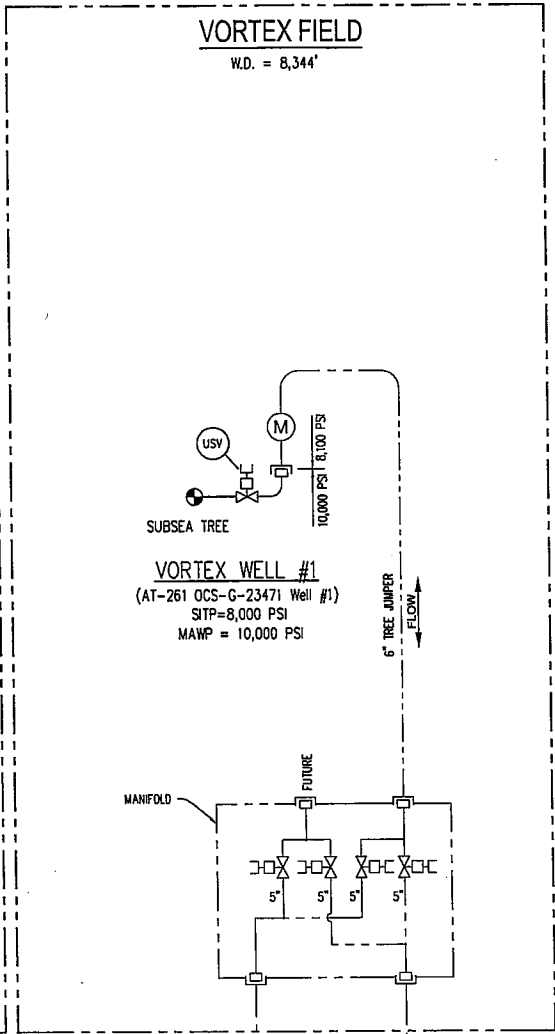 VORTEX FIELD
W.D. = 8,344'
USV
M
10,000 PSI
8,100 PSI
SUBSEA TREE
VORTEX WELL #1
(AT-261 OCS-G-23471 Well #1)
SITP=8,000 PSI
MAWP = 10,000 PSI
6" TREE JUMPER
FLOW
MANIFOLD
FUTURE
5"
5"
5"
5"